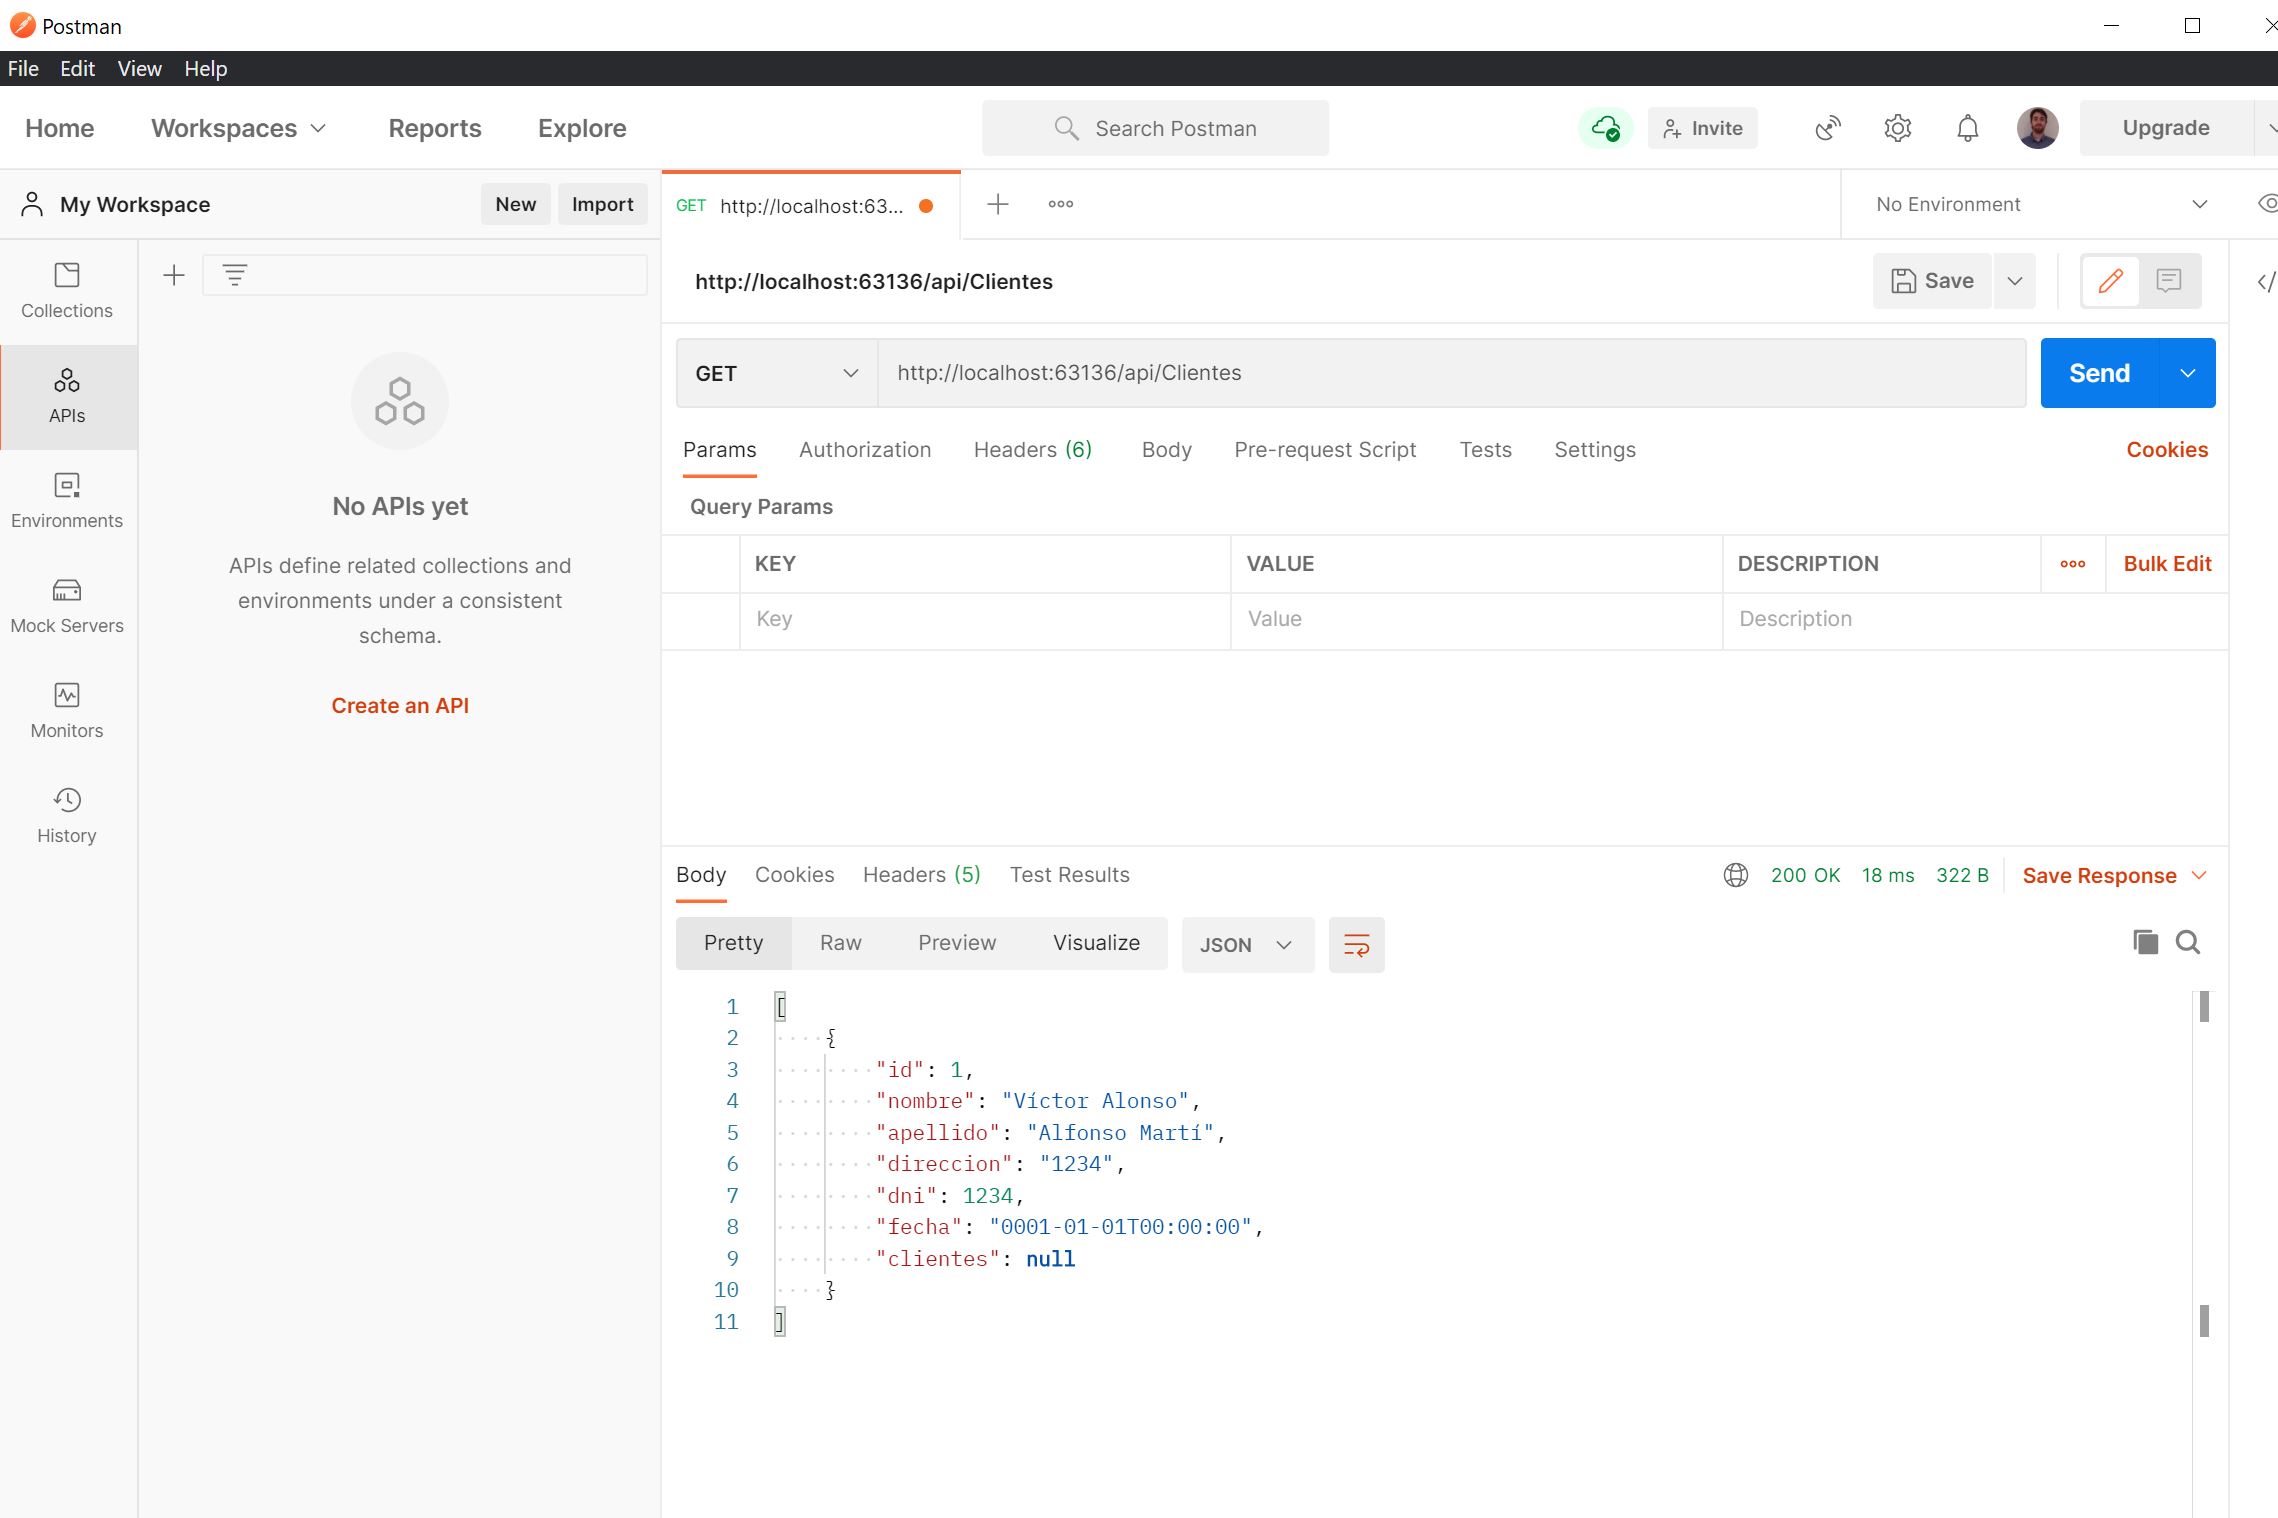 Postman
File Edit View Help
Home Workspaces Reports Explore Search Postman Invite Upgrade
My Workspace New Import GET http://localhost:63... No Environment
http://localhost:63136/api/Clientes Save
Collections
APIs
Environments
Mock Servers
Monitors
History
No APIs yet
APIs define related collections and
environments under a consistent
schema.
Create an API
GET http://localhost:63136/api/Clientes Send
Params Authorization Headers (6) Body Pre-request Script Tests Settings Cookies
Query Params
KEY VALUE DESCRIPTION Bulk Edit
Key Value Description
Body Cookies Headers (5) Test Results 200 OK 18 ms 322 B Save Response
Pretty Raw Preview Visualize JSON
1 [
2 {
3 "id": 1,
4 "nombre": "Víctor Alonso",
5 "apellido": "Alfonso Martí",
6 "direccion": "1234",
7 "dni": 1234,
8 "fecha": "0001-01-01T00:00:00",
9 "clientes": null
10 }
11 ]